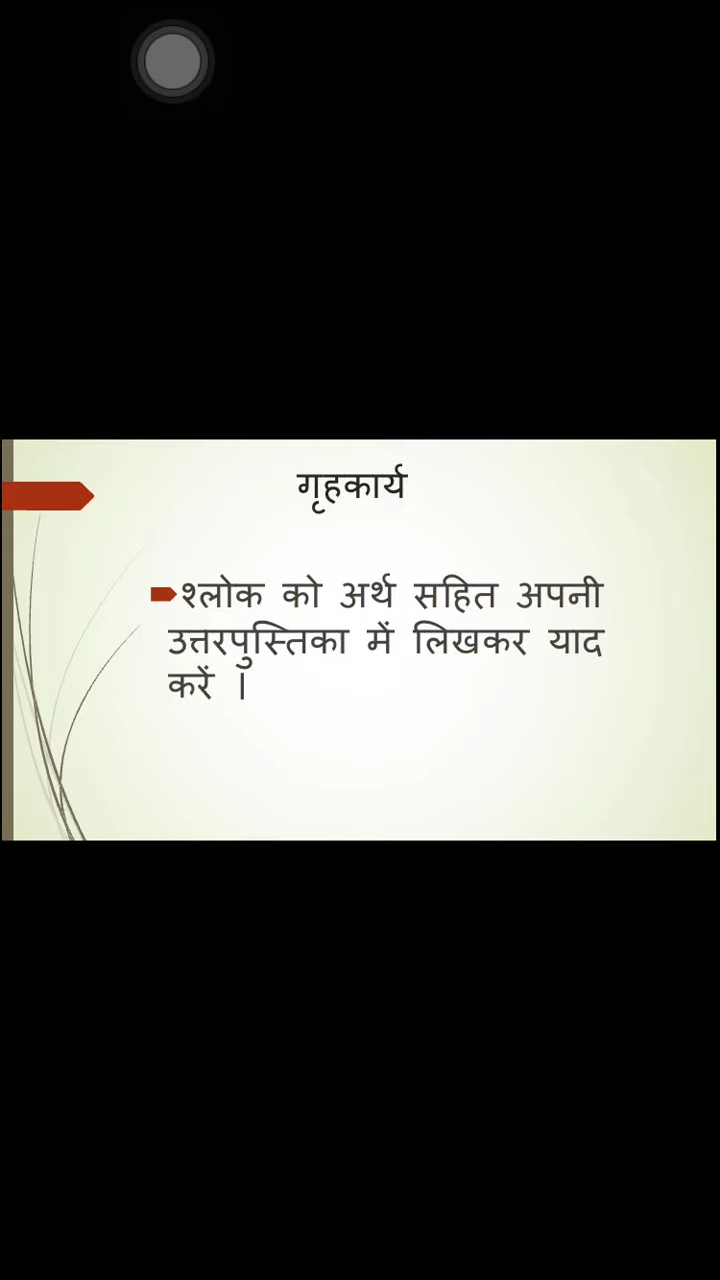 गृहकार्य
श्लोक को अर्थ सहित अपनी
उत्तरपुस्तिका में लिखकर याद
करें ।